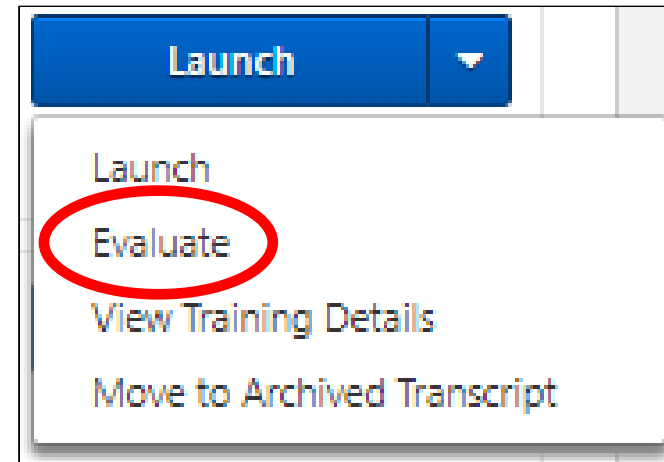 Launch
Launch
Evaluate
View Training Details
Move to Archived Transcript